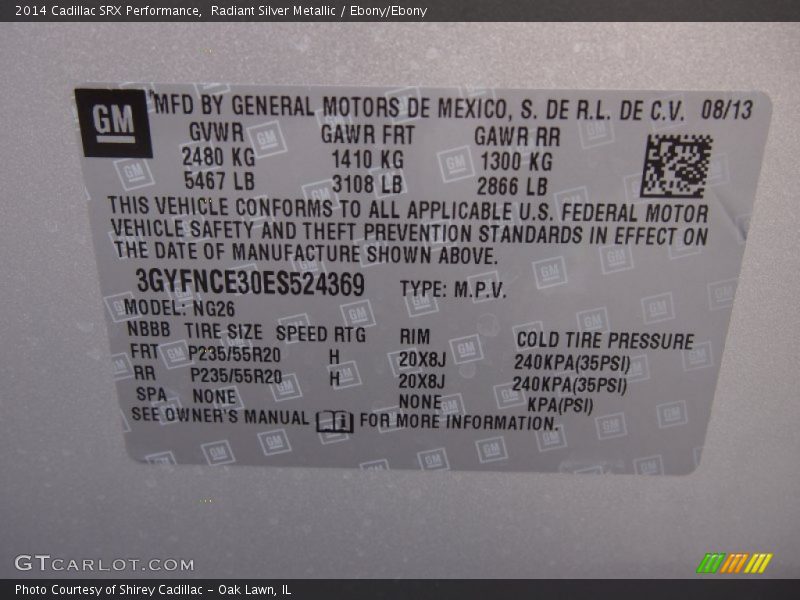 2014 Cadillac SRX Performance,  Radiant Silver Metallic / Ebony/Ebony
GM
MFD BY GENERAL MOTORS DE MEXICO, S. DE R.L. DE C.V. 08/13
GVWR GAWR FRT GAWR RR
2480 KG 1410 KG 1300 KG
5467 LB 3108 LB 2866 LB
THIS VEHICLE CONFORMS TO ALL APPLICABLE U.S. FEDERAL MOTOR
VEHICLE SAFETY AND THEFT PREVENTION STANDARDS IN EFFECT ON
THE DATE OF MANUFACTURE SHOWN ABOVE.
3GYFNCE30ES524369 TYPE: M.P.V.
MODEL: NG26
NBBB TIRE SIZE SPEED RTG RIM COLD TIRE PRESSURE
FRT P235/55R20 H 20X8J 240KPA(35PSI)
RR P235/55R20 H 20X8J 240KPA(35PSI)
SPA NONE NONE KPA(PSI)
SEE OWNER'S MANUAL FOR MORE INFORMATION.
GTCARLOT.COM
Photo Courtesy of Shirey Cadillac - Oak Lawn, IL